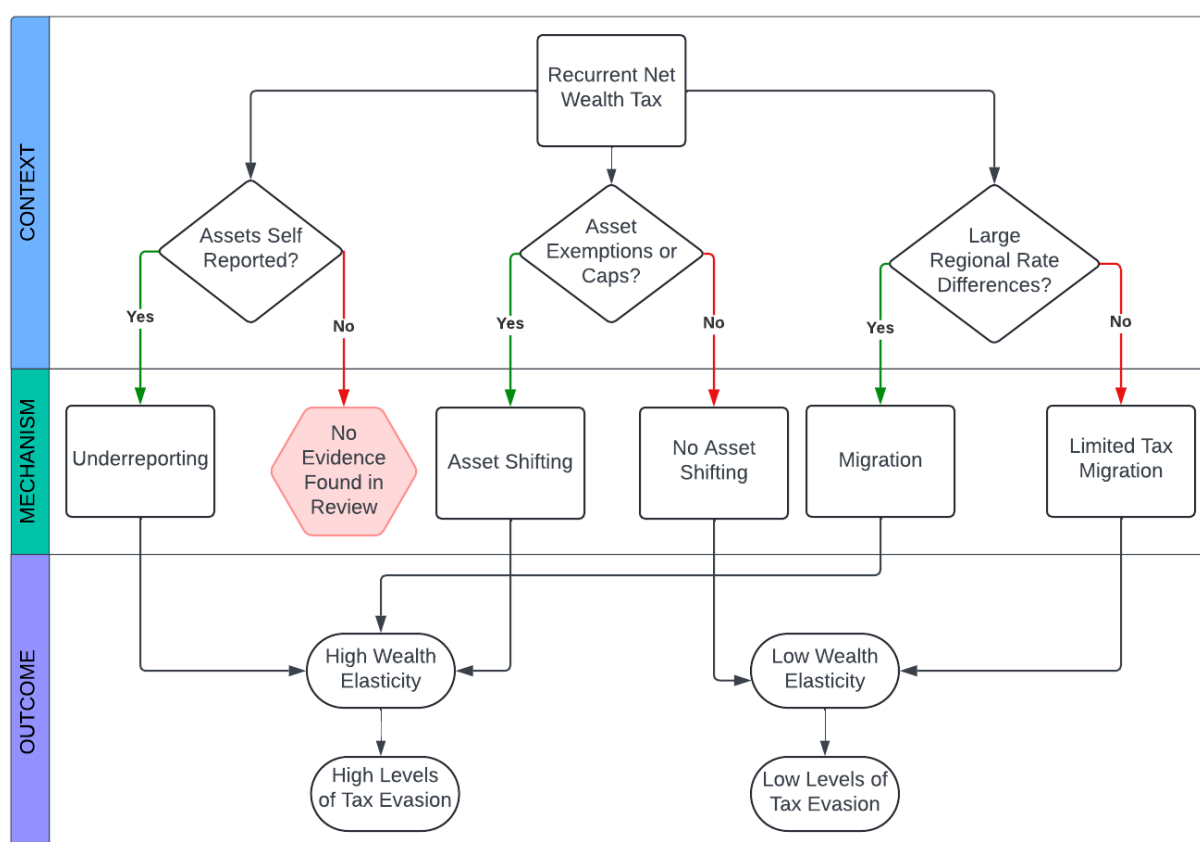 CONTEXT
Recurrent Net
Wealth Tax
Assets Self
Reported?
Asset
Exemptions or
Caps?
Large
Regional Rate
Differences?
Yes
No
Yes
No
Yes
No
MECHANISM
Underreporting
No
Evidence
Found in
Review
Asset Shifting
No Asset
Shifting
Migration
Limited Tax
Migration
OUTCOME
High Wealth
Elasticity
Low Wealth
Elasticity
High Levels
of Tax Evasion
Low Levels of
Tax Evasion